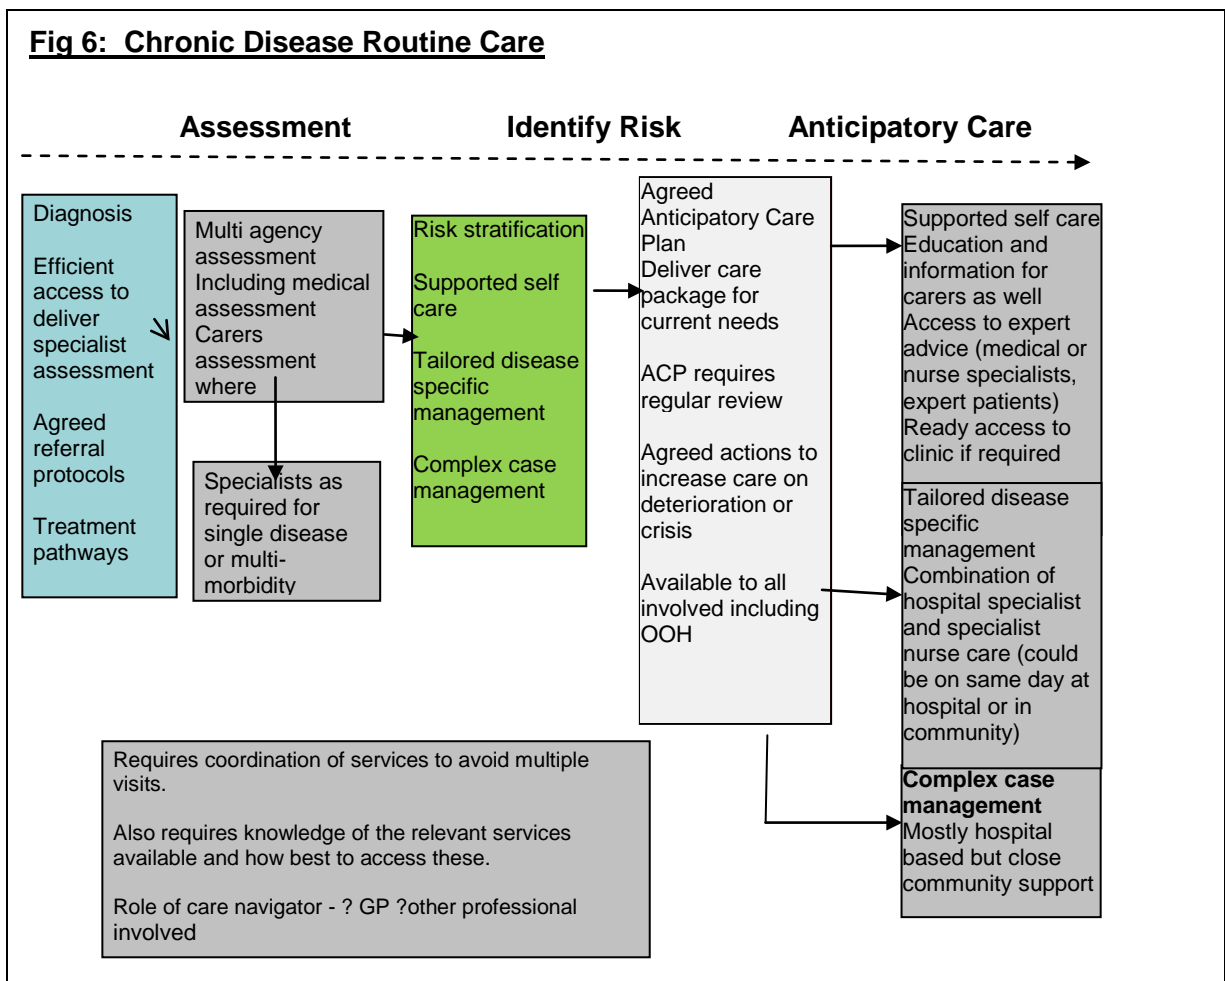 Fig 6: Chronic Disease Routine Care
Assessment
Identify Risk
Anticipatory Care
Diagnosis
Efficient
access to
deliver
specialist
assessment
Agreed
referral
protocols
Treatment
pathways
Multi agency
assessment
Including medical
assessment
Carers
assessment
where
Specialists as
required for
single disease
or multi-
morbidity
Risk stratification
Supported self
care
Tailored disease
specific
management
Complex case
management
Agreed
Anticipatory Care
Plan
Deliver care
package for
current needs
ACP requires
regular review
Agreed actions to
increase care on
deterioration or
crisis
Available to all
involved including
OOH
Supported self care
Education and
information for
carers as well
Access to expert
advice (medical or
nurse specialists,
expert patients)
Ready access to
clinic if required
Tailored disease
specific
management
Combination of
hospital specialist
and specialist
nurse care (could
be on same day at
hospital or in
community)
Complex case
management
Mostly hospital
based but close
community support
Requires coordination of services to avoid multiple
visits.
Also requires knowledge of the relevant services
available and how best to access these.
Role of care navigator - ? GP ?other professional
involved